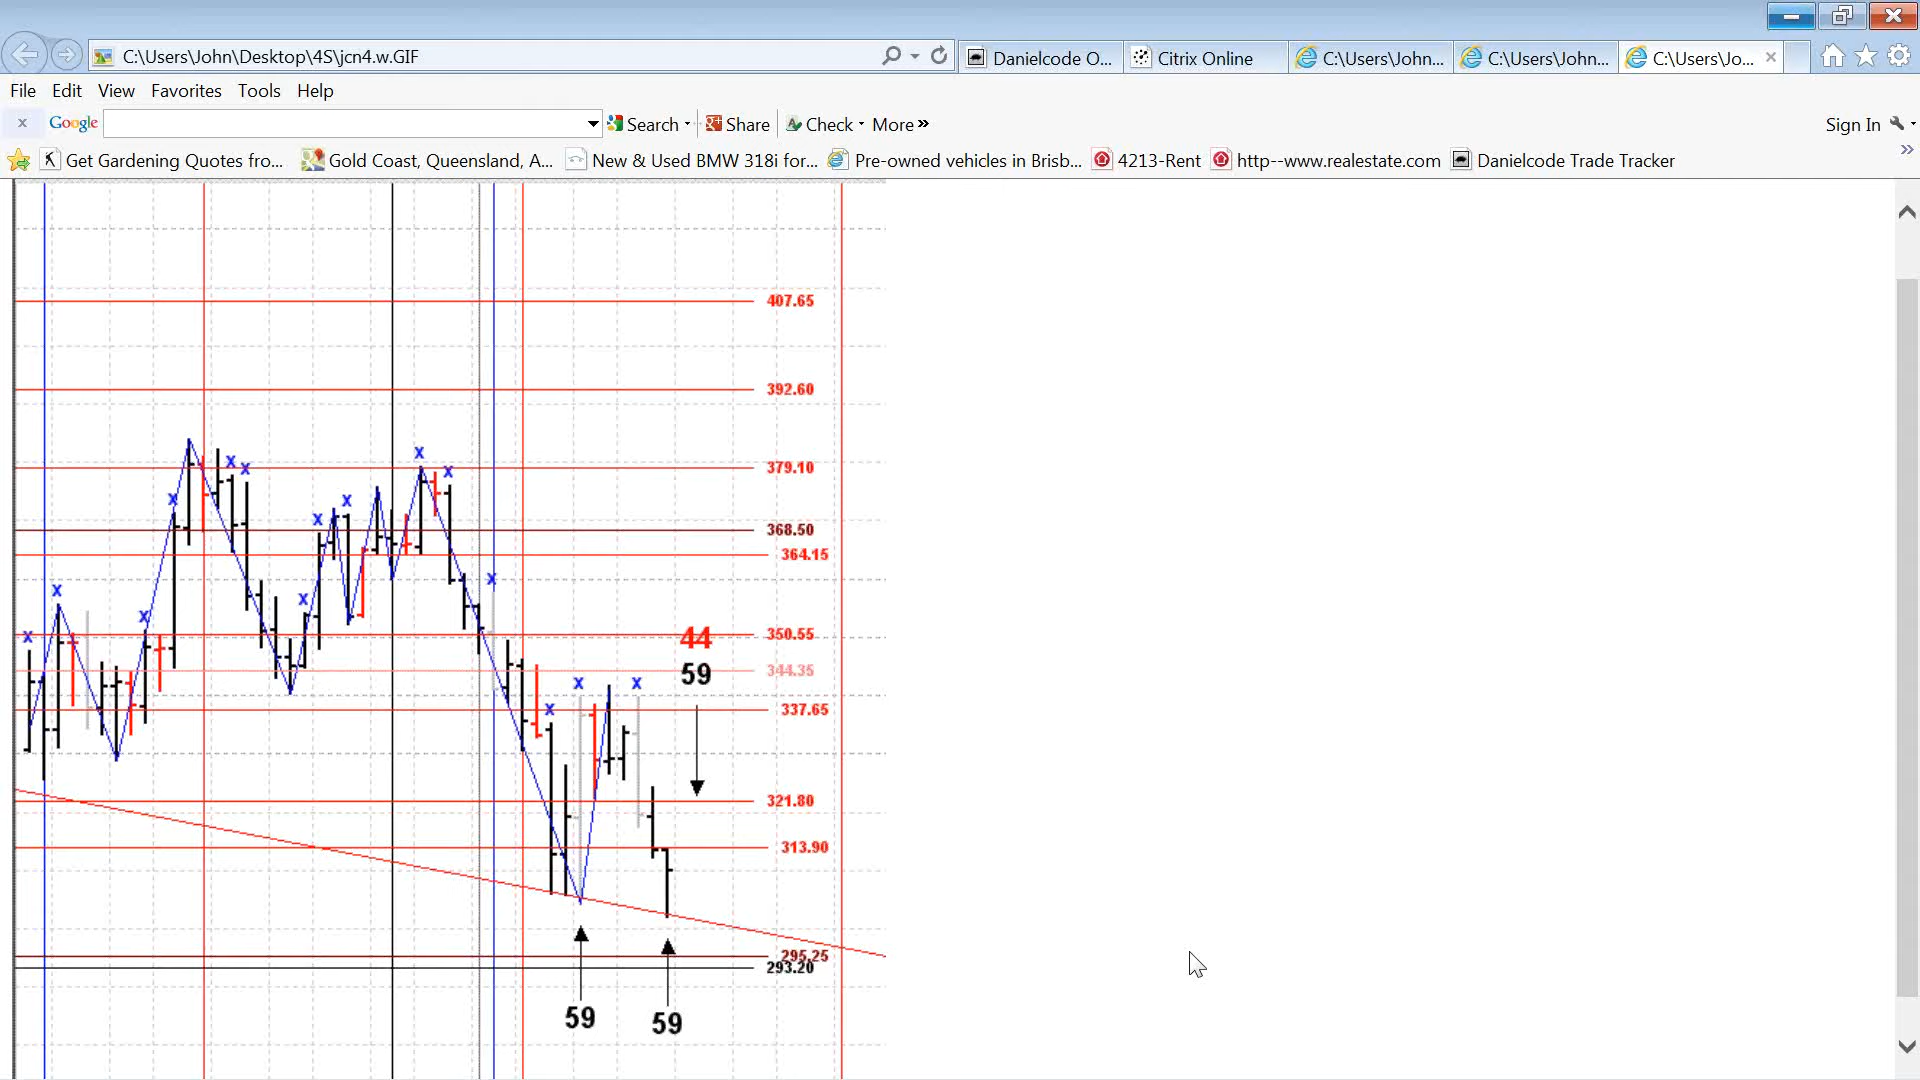 C:\Users\John\Desktop\4S\jcn4.w.GIF
Danielcode O...
Citrix Online
C:\Users\John...
C:\Users\John...
C:\Users\Jo...
File Edit View Favorites Tools Help
x Google Search Share Check More »
Sign In
Get Gardening Quotes fro...
Gold Coast, Queensland, A...
New & Used BMW 318i for...
Pre-owned vehicles in Brisb...
4213-Rent
http--www.realestate.com
Danielcode Trade Tracker
407.65
392.60
379.10
x
x
x x
x
x
x
368.50
364.15
x
x
x
x
x
350.55
44
59
344.35
x
x
337.65
x
321.80
313.90
295.25
293.20
59
59